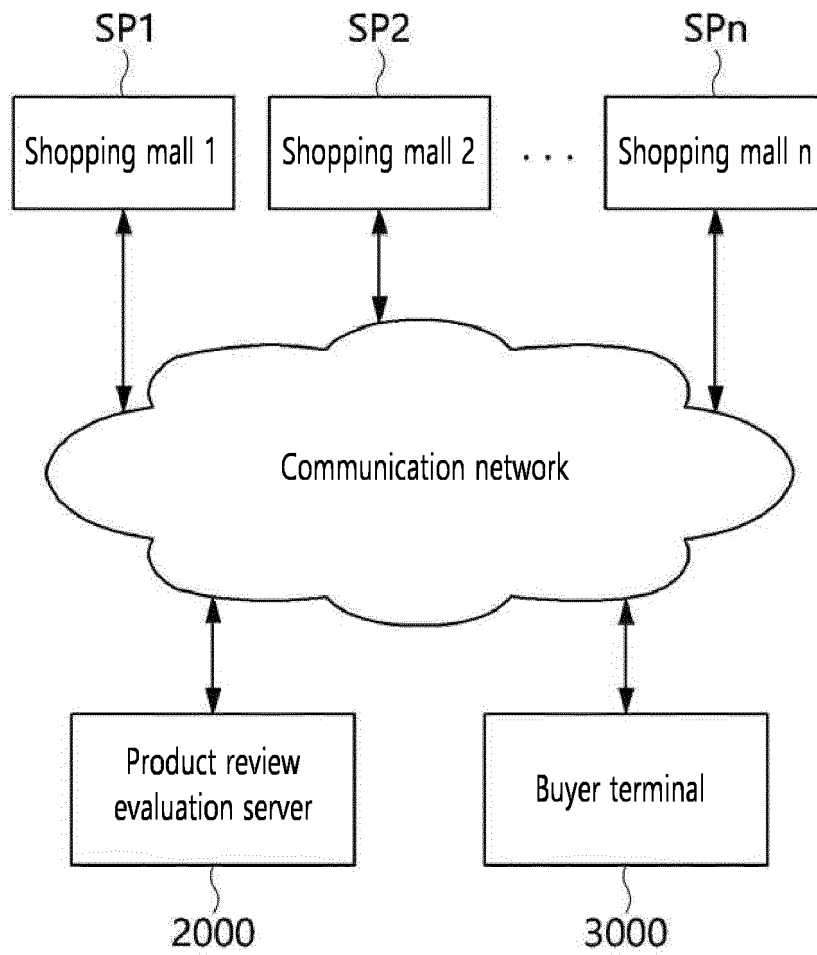 SP1
SP2
SPn
Shopping mall 1
Shopping mall 2
. . .
Shopping mall n
Communication network
Product review
evaluation server
Buyer terminal
2000
3000